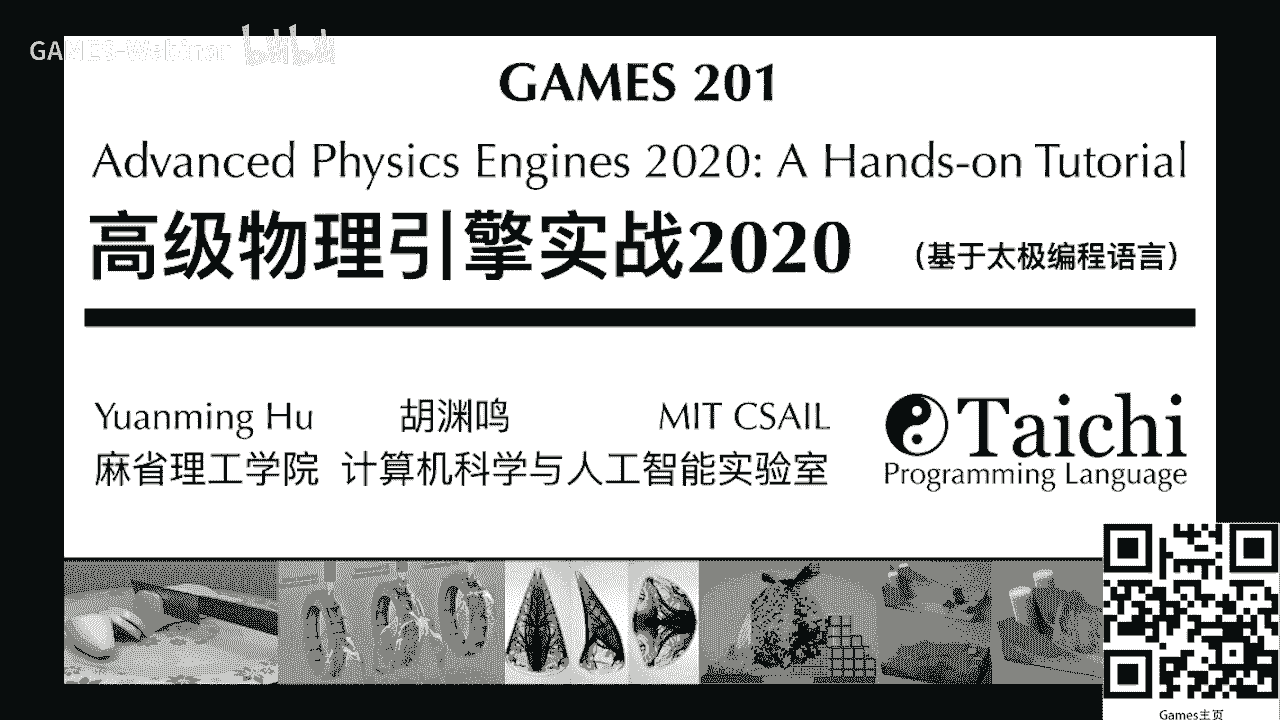 GAMES-Webinar bilibili
GAMES 201
Advanced Physics Engines 2020: A Hands-on Tutorial
高级物理引擎实战2020 （基于太极编程语言）
Yuanming Hu 胡渊鸣 MIT CSAIL
麻省理工学院 计算机科学与人工智能实验室
Taichi
Programming Language
Games主页